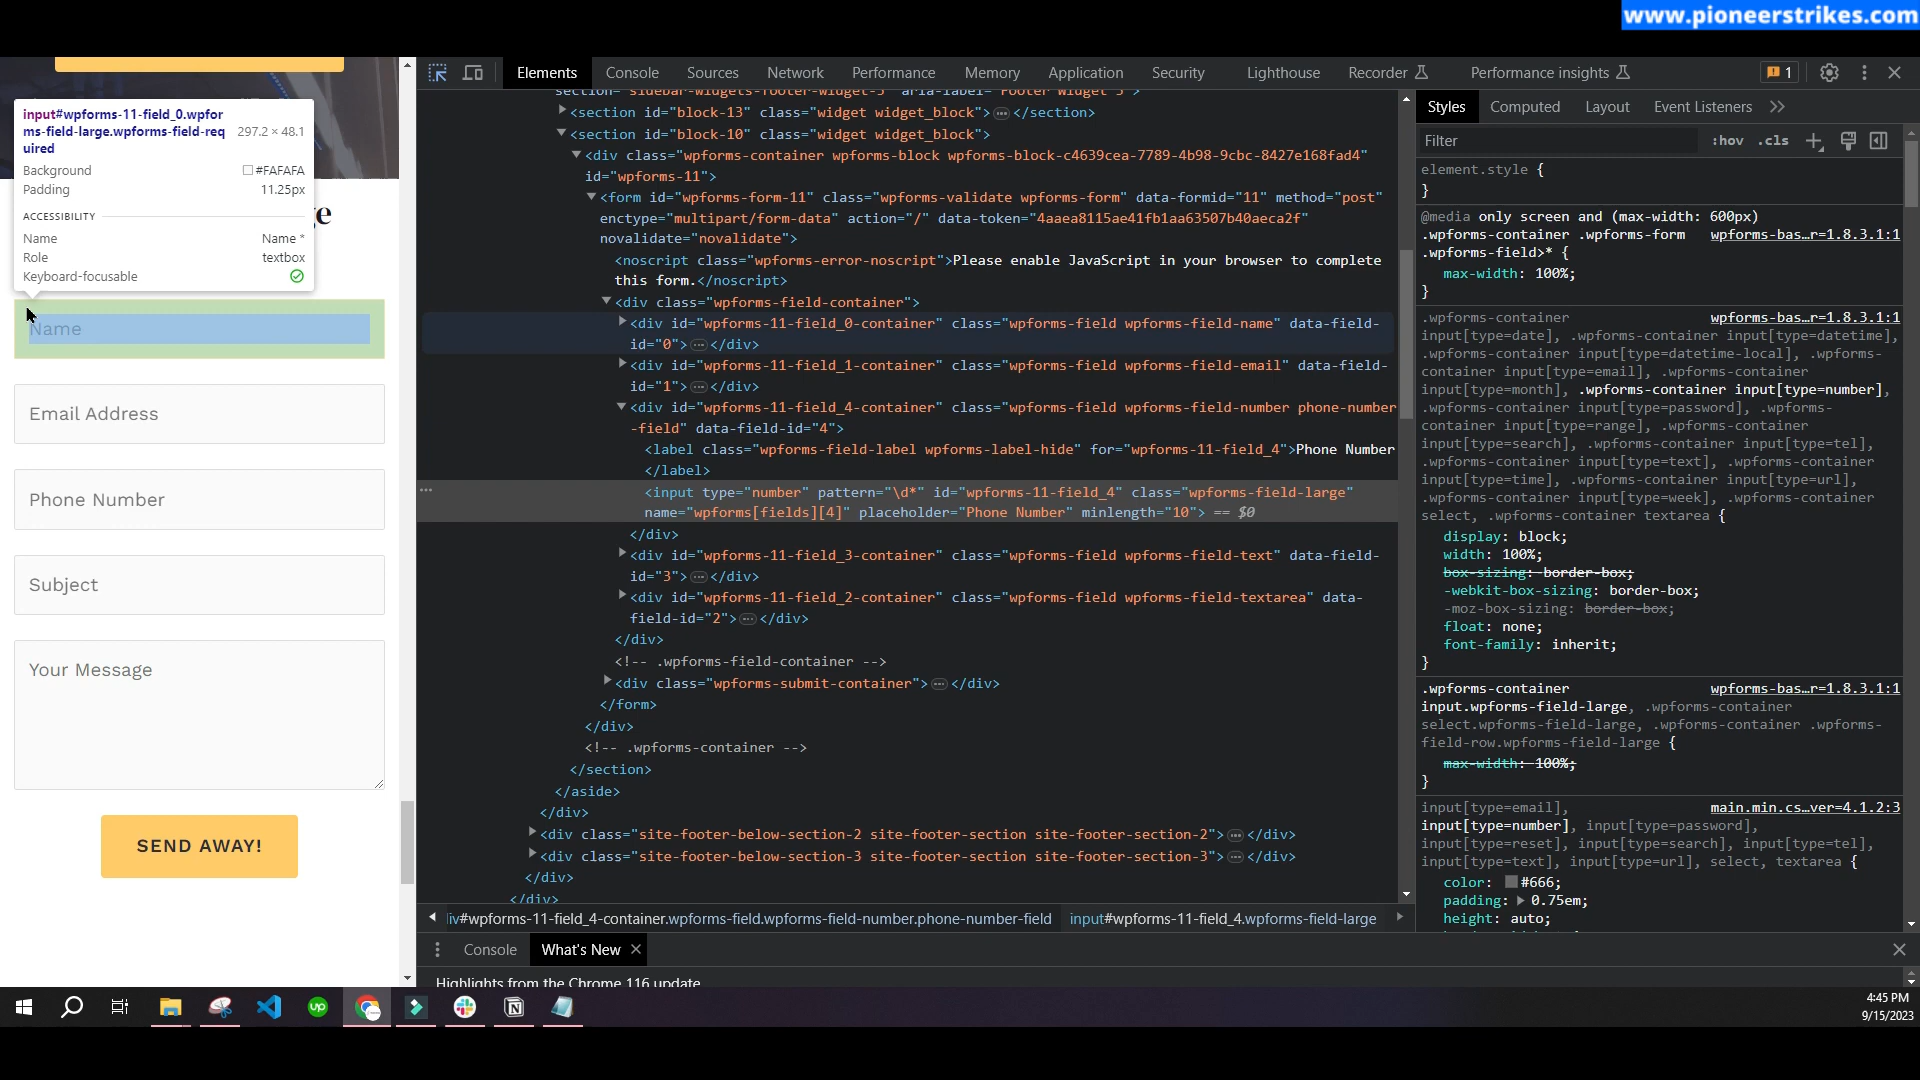 www.pioneerstrikes.com
Elements Console Sources Network Performance Memory Application Security Lighthouse Recorder Performance insights 1
input#wpforms-11-field_0.wpfor
ms-field-large.wpforms-field-req
uired
297.2 × 48.1
Background #FAFAFA
Padding 11.25px
ACCESSIBILITY
Name Name *
Role textbox
Keyboard-focusable
ge
Name
Email Address
Phone Number
Subject
Your Message
SEND AWAY!
section="sidebar-widgets-footer-widget-3" aria-label="Footer Widget 3">
<section id="block-13" class="widget widget_block">…</section>
<section id="block-10" class="widget widget_block">
<div class="wpforms-container wpforms-block wpforms-block-c4639cea-7789-4b98-9cbc-8427e168fad4"
id="wpforms-11">
<form id="wpforms-form-11" class="wpforms-validate wpforms-form" data-formid="11" method="post"
enctype="multipart/form-data" action="/" data-token="4aaea8115ae41fb1aa63507b40aeca2f"
novalidate="novalidate">
<noscript class="wpforms-error-noscript">Please enable JavaScript in your browser to complete
this form.</noscript>
<div class="wpforms-field-container">
<div id="wpforms-11-field_0-container" class="wpforms-field wpforms-field-name" data-field-
id="0">…</div>
<div id="wpforms-11-field_1-container" class="wpforms-field wpforms-field-email" data-field-
id="1">…</div>
<div id="wpforms-11-field_4-container" class="wpforms-field wpforms-field-number phone-number
-field" data-field-id="4">
<label class="wpforms-field-label wpforms-label-hide" for="wpforms-11-field_4">Phone Number
</label>
<input type="number" pattern="\d*" id="wpforms-11-field_4" class="wpforms-field-large"
name="wpforms[fields][4]" placeholder="Phone Number" minlength="10"> == $0
</div>
<div id="wpforms-11-field_3-container" class="wpforms-field wpforms-field-text" data-field-
id="3">…</div>
<div id="wpforms-11-field_2-container" class="wpforms-field wpforms-field-textarea" data-
field-id="2">…</div>
</div>
<!-- .wpforms-field-container -->
<div class="wpforms-submit-container">…</div>
</form>
</div>
<!-- .wpforms-container -->
</section>
</aside>
</div>
<div class="site-footer-below-section-2 site-footer-section site-footer-section-2">…</div>
<div class="site-footer-below-section-3 site-footer-section site-footer-section-3">…</div>
</div>
</div>
iv#wpforms-11-field_4-container.wpforms-field.wpforms-field-number.phone-number-field input#wpforms-11-field_4.wpforms-field-large
Console What's New
Highlights from the Chrome 116 update
Styles Computed Layout Event Listeners
Filter :hov .cls
element.style {
}
@media only screen and (max-width: 600px)
.wpforms-container .wpforms-form wpforms-bas…r=1.8.3.1:1
.wpforms-field>* {
max-width: 100%;
}
.wpforms-container wpforms-bas…r=1.8.3.1:1
input[type=date], .wpforms-container input[type=datetime],
.wpforms-container input[type=datetime-local], .wpforms-
container input[type=email], .wpforms-container
input[type=month], .wpforms-container input[type=number],
.wpforms-container input[type=password], .wpforms-
container input[type=range], .wpforms-container
input[type=search], .wpforms-container input[type=tel],
.wpforms-container input[type=text], .wpforms-container
input[type=time], .wpforms-container input[type=url],
.wpforms-container input[type=week], .wpforms-container
select, .wpforms-container textarea {
display: block;
width: 100%;
box-sizing: border-box;
-webkit-box-sizing: border-box;
-moz-box-sizing: border-box;
float: none;
font-family: inherit;
}
.wpforms-container wpforms-bas…r=1.8.3.1:1
input.wpforms-field-large, .wpforms-container
select.wpforms-field-large, .wpforms-container .wpforms-
field-row.wpforms-field-large {
max-width: 100%;
}
input[type=email], main.min.cs…ver=4.1.2:3
input[type=number], input[type=password],
input[type=reset], input[type=search], input[type=tel],
input[type=text], input[type=url], select, textarea {
color: #666;
padding: 0.75em;
height: auto;
up
4:45 PM
9/15/2023